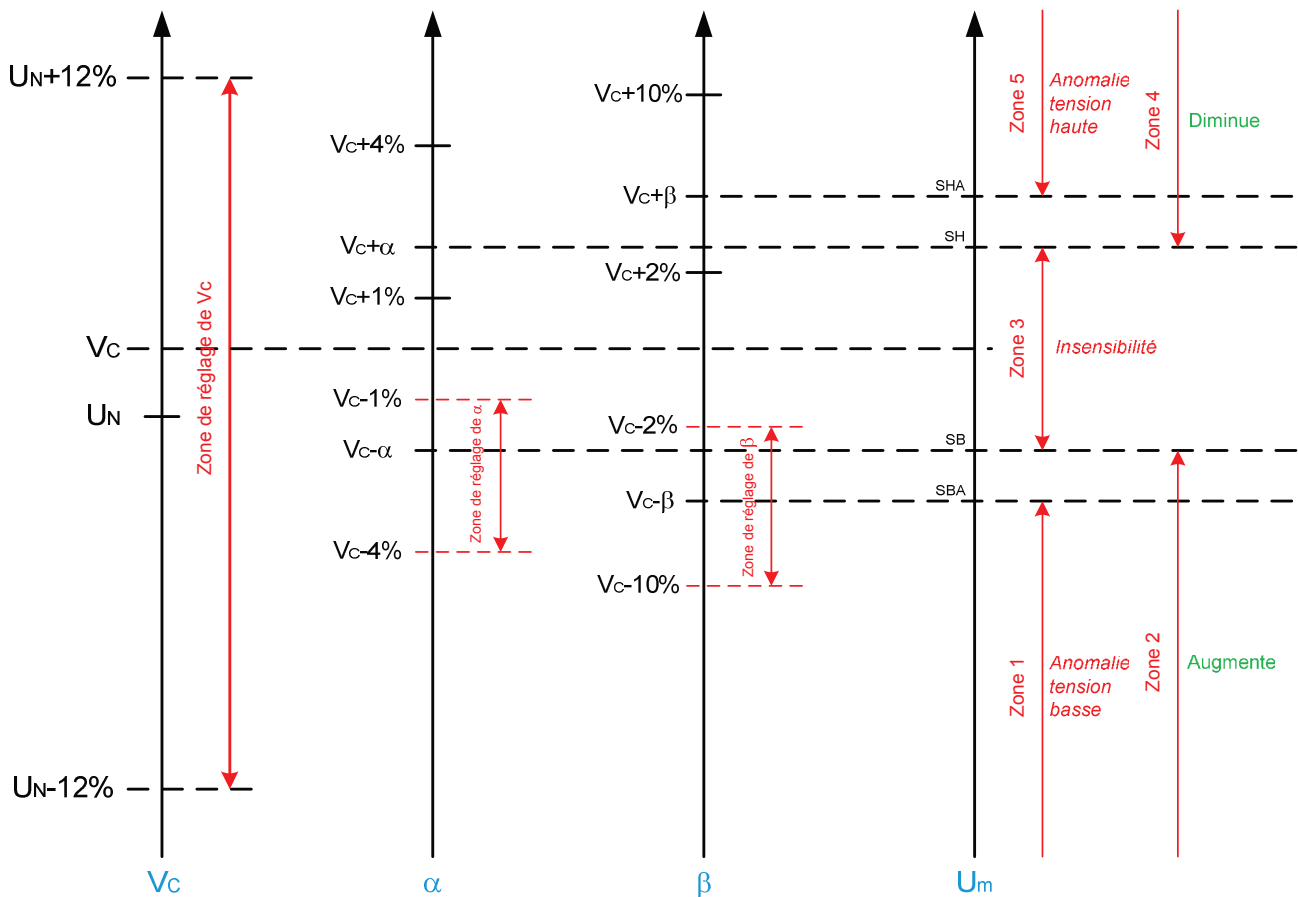 UN+12%
UN
VC
UN-12%
Zone de réglage de Vc
VC
VC+4%
VC+α
VC+1%
VC-1%
VC-α
VC-4%
Zone de réglage de α
α
VC+10%
VC+β
VC+2%
VC-2%
VC-β
VC-10%
Zone de réglage de β
β
SHA
SH
SB
SBA
Um
Zone 5
Anomalie
tension
haute
Zone 4
Diminue
Zone 3
Insensibilité
Zone 1
Anomalie
tension
basse
Zone 2
Augmente